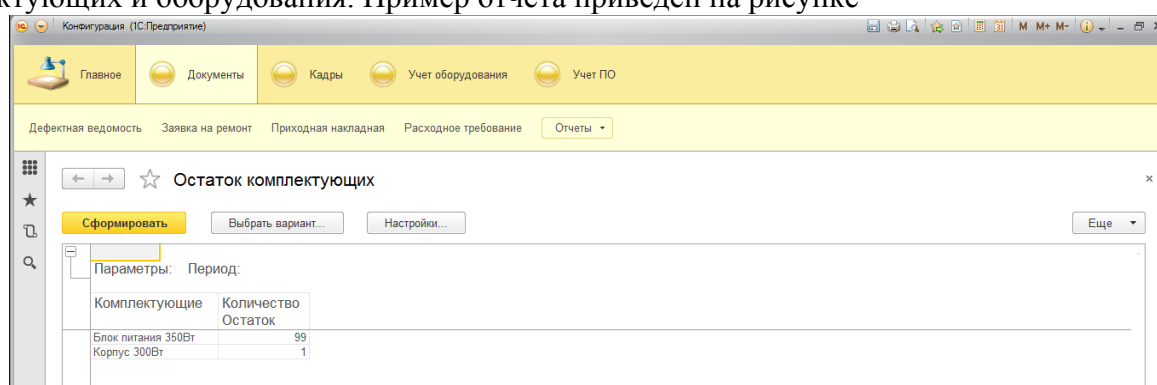 ктующих и оборудования. Пример отчета приведен на рисунке
Конфигурация (1С:Предприятие)
31 M M+ M-
Главное Документы Кадры Учет оборудования Учет ПО
Дефектная ведомость Заявка на ремонт Приходная накладная Расходное требование Отчеты
Остаток комплектующих
Сформировать Выбрать вариант... Настройки... Еще
Параметры: Период:
Комплектующие Количество
Остаток
Блок питания 350Вт 99
Корпус 300Вт 1